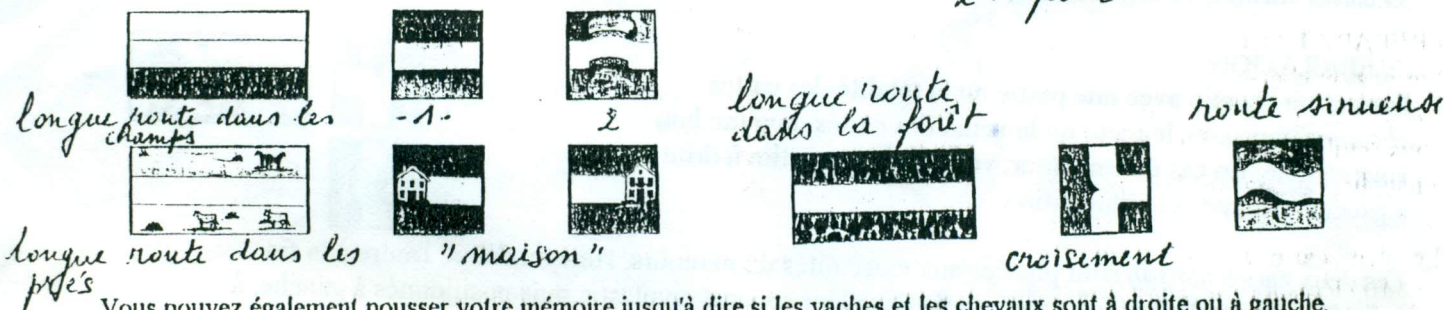 longue route dans les
champs
-1-
2
longue route
dans la forêt
route sinueuse
longue route dans les
prés
"maison"
croisement
Vous pouvez également pousser votre mémoire jusqu'à dire si les vaches et les chevaux sont à droite ou à gauche.